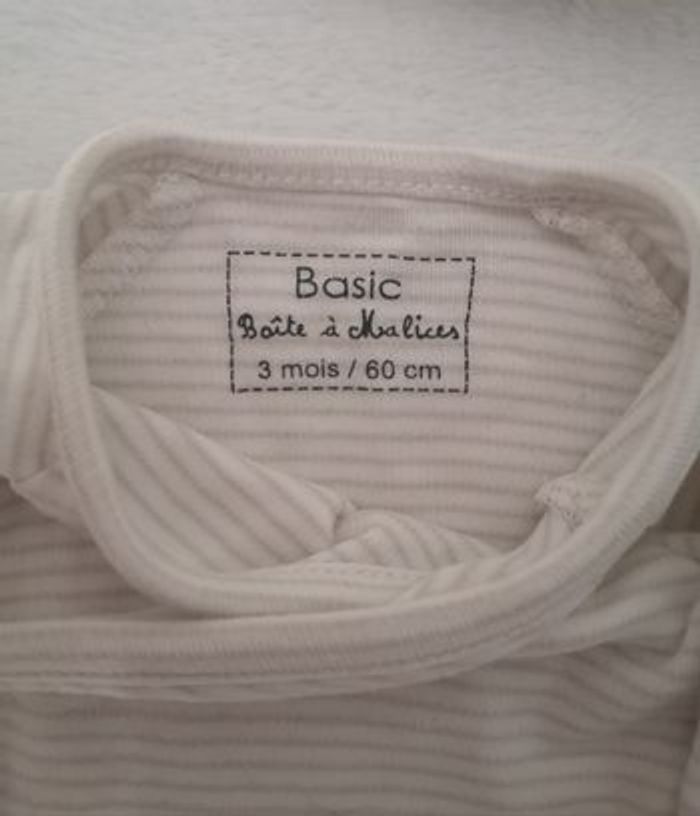 Basic
Boîte à Malices
3 mois / 60 cm